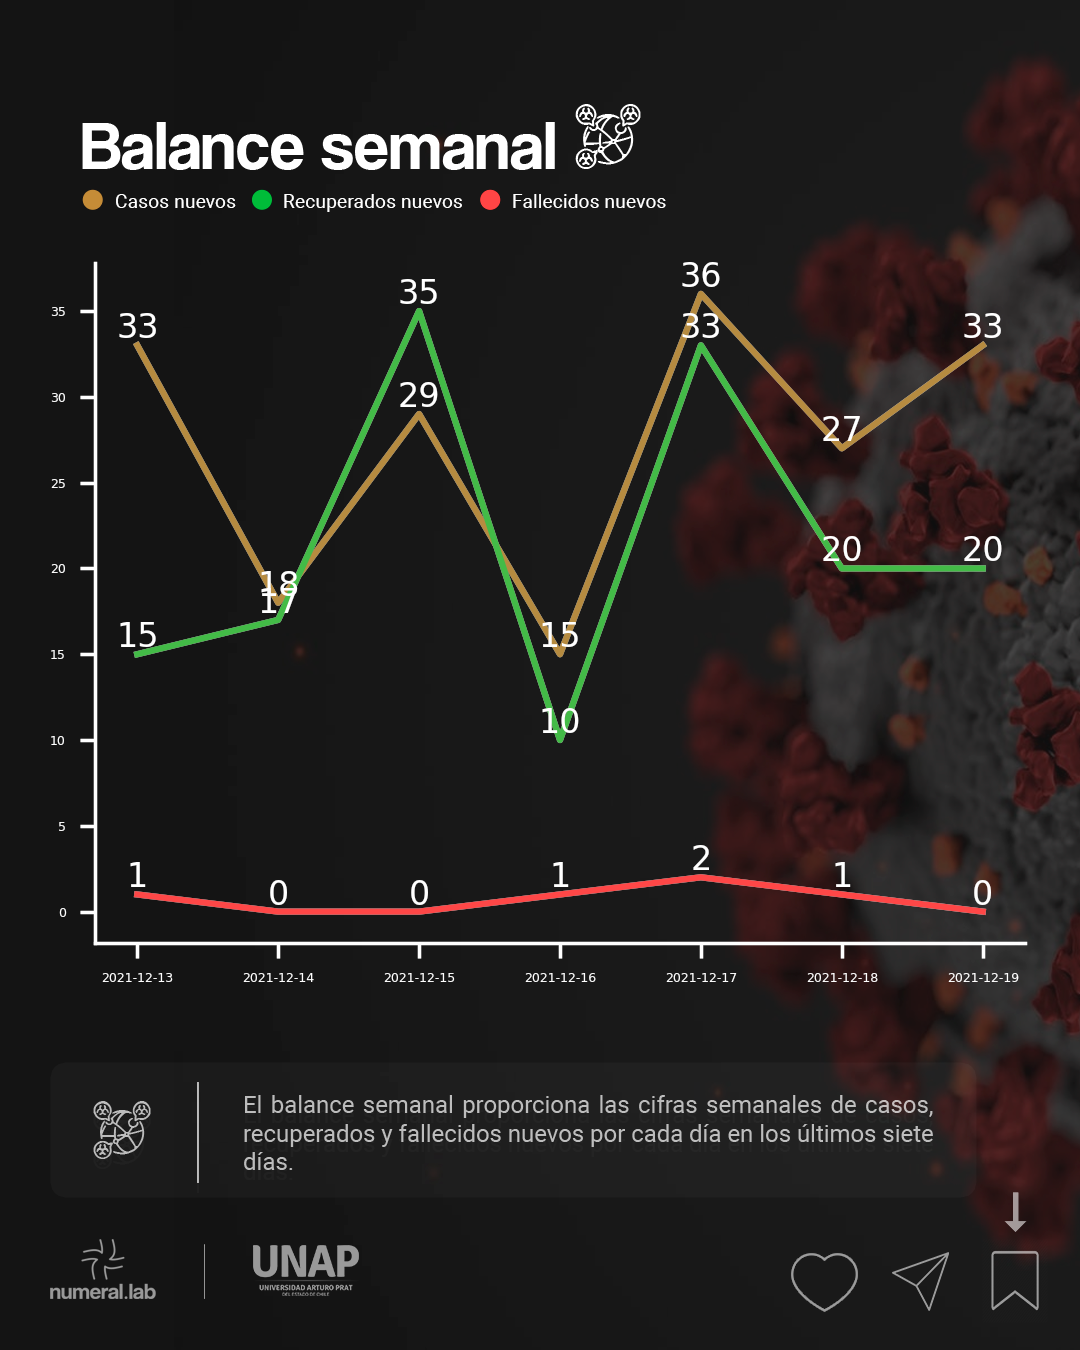 Balance semanal
Casos nuevos Recuperados nuevos Fallecidos nuevos
36
35
35
33
33
33
30
29
27
25
20
20
20
18
17
15
15
15
10
10
5
2
1
1
1
0
0
0
0
2021-12-13 2021-12-14 2021-12-15 2021-12-16 2021-12-17 2021-12-18 2021-12-19
El balance semanal proporciona las cifras semanales de casos,
recuperados y fallecidos nuevos por cada día en los últimos siete
días.
numeral.lab
UNAP
UNIVERSIDAD ARTURO PRAT
DEL ESTADO DE CHILE